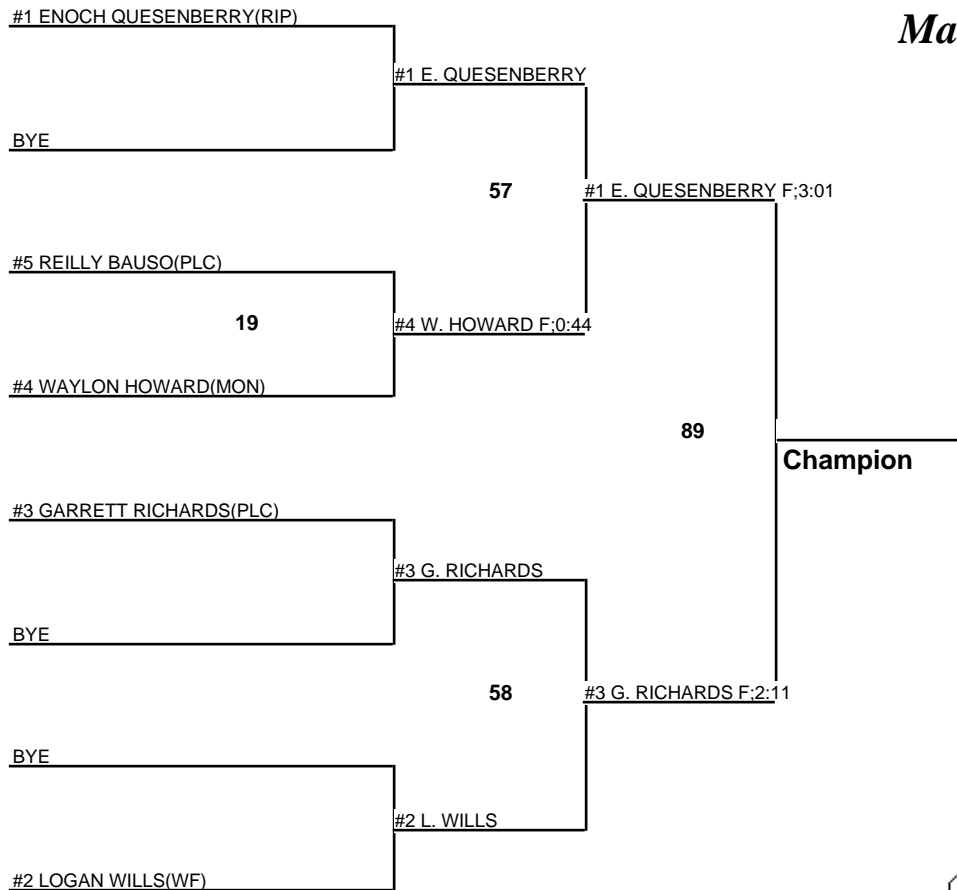 #1 ENOCH QUESENBERRY(RIP)
Ma
#1 E. QUESENBERRY
BYE
57
#1 E. QUESENBERRY F;3:01
#5 REILLY BAUSO(PLC)
19
#4 W. HOWARD F;0:44
#4 WAYLON HOWARD(MON)
89
Champion
#3 GARRETT RICHARDS(PLC)
#3 G. RICHARDS
BYE
58
#3 G. RICHARDS F;2:11
BYE
#2 L. WILLS
#2 LOGAN WILLS(WF)